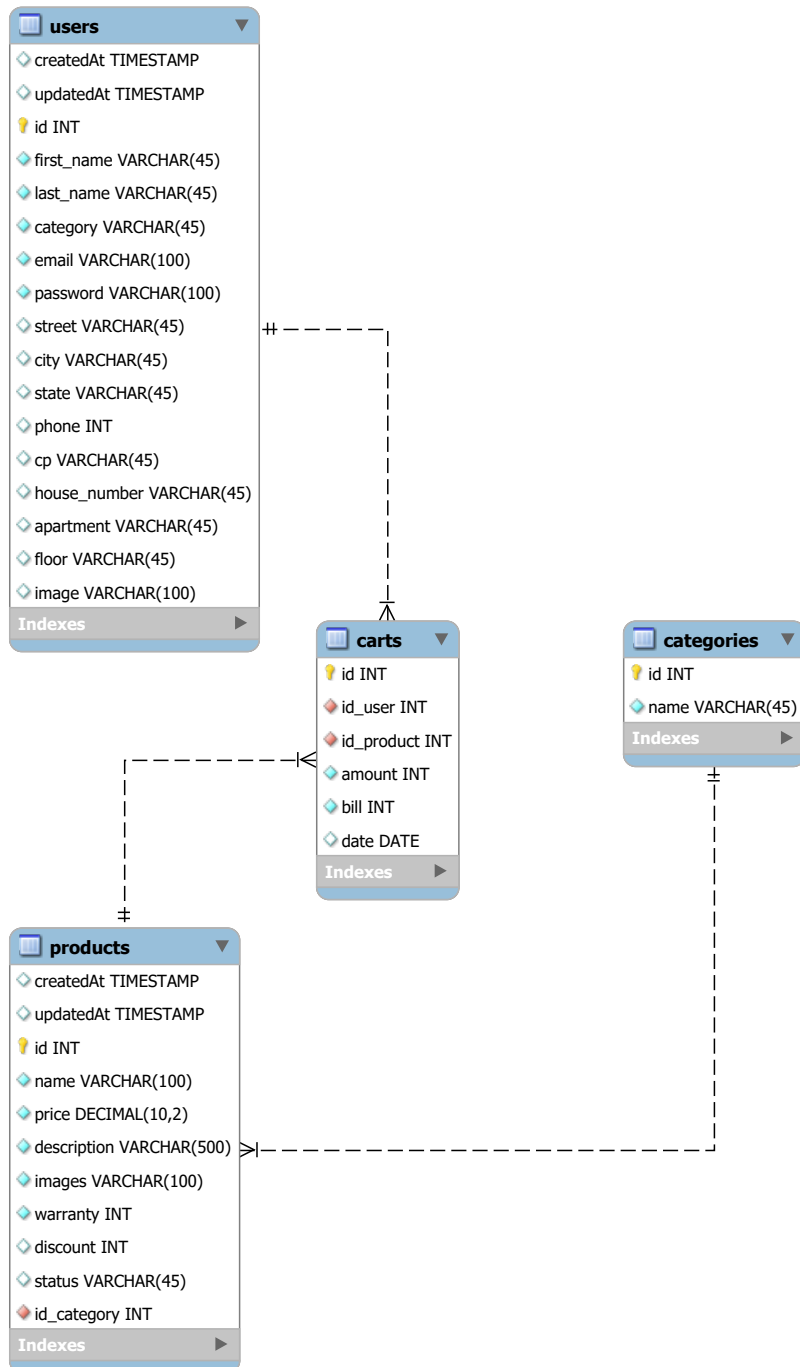 users
createdAt TIMESTAMP
updatedAt TIMESTAMP
id INT
first_name VARCHAR(45)
last_name VARCHAR(45)
category VARCHAR(45)
email VARCHAR(100)
password VARCHAR(100)
street VARCHAR(45)
city VARCHAR(45)
state VARCHAR(45)
phone INT
cp VARCHAR(45)
house_number VARCHAR(45)
apartment VARCHAR(45)
floor VARCHAR(45)
image VARCHAR(100)
Indexes
carts
id INT
id_user INT
id_product INT
amount INT
bill INT
date DATE
Indexes
categories
id INT
name VARCHAR(45)
Indexes
products
createdAt TIMESTAMP
updatedAt TIMESTAMP
id INT
name VARCHAR(100)
price DECIMAL(10,2)
description VARCHAR(500)
images VARCHAR(100)
warranty INT
discount INT
status VARCHAR(45)
id_category INT
Indexes